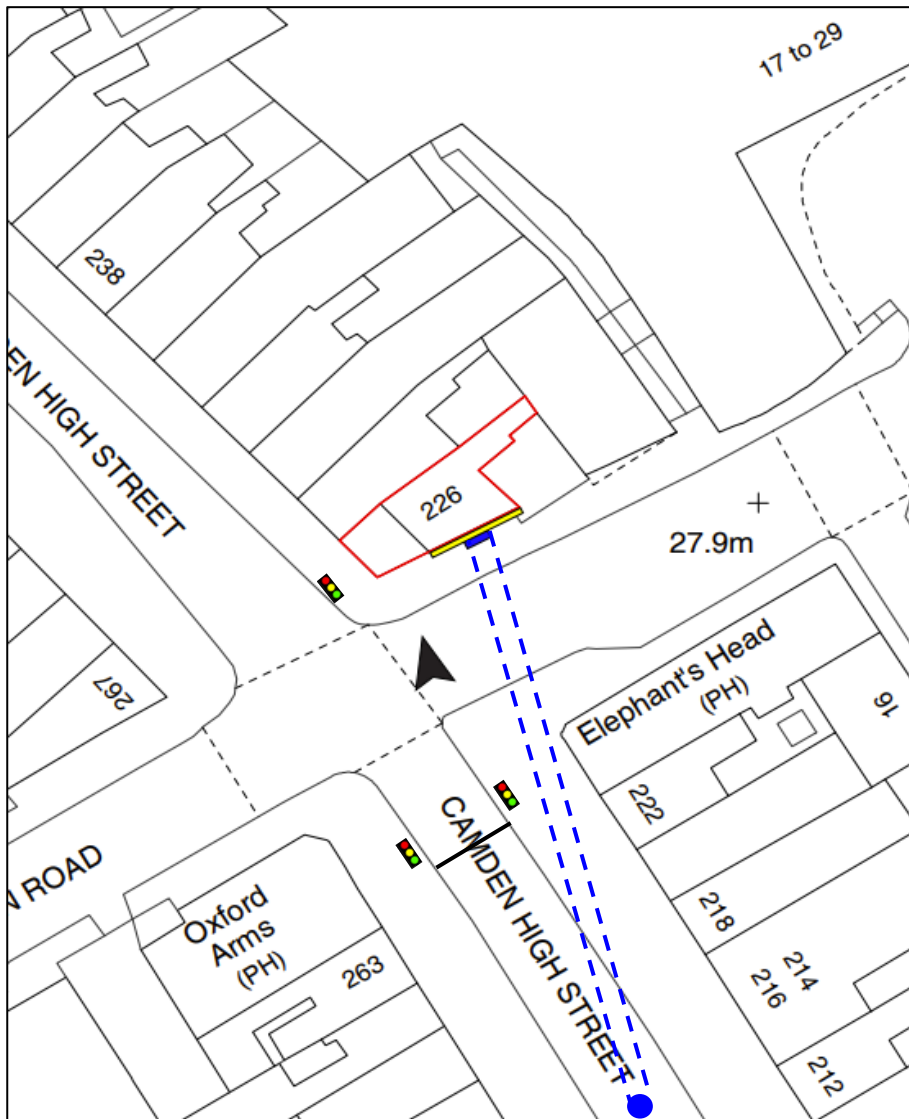 17 to 29
238
EN HIGH STREET
226
27.9m
Elephant's Head
(PH)
16
267
222
CAMDEN HIGH STREET
N ROAD
Oxford
Arms
(PH)
263
218
214
216
212